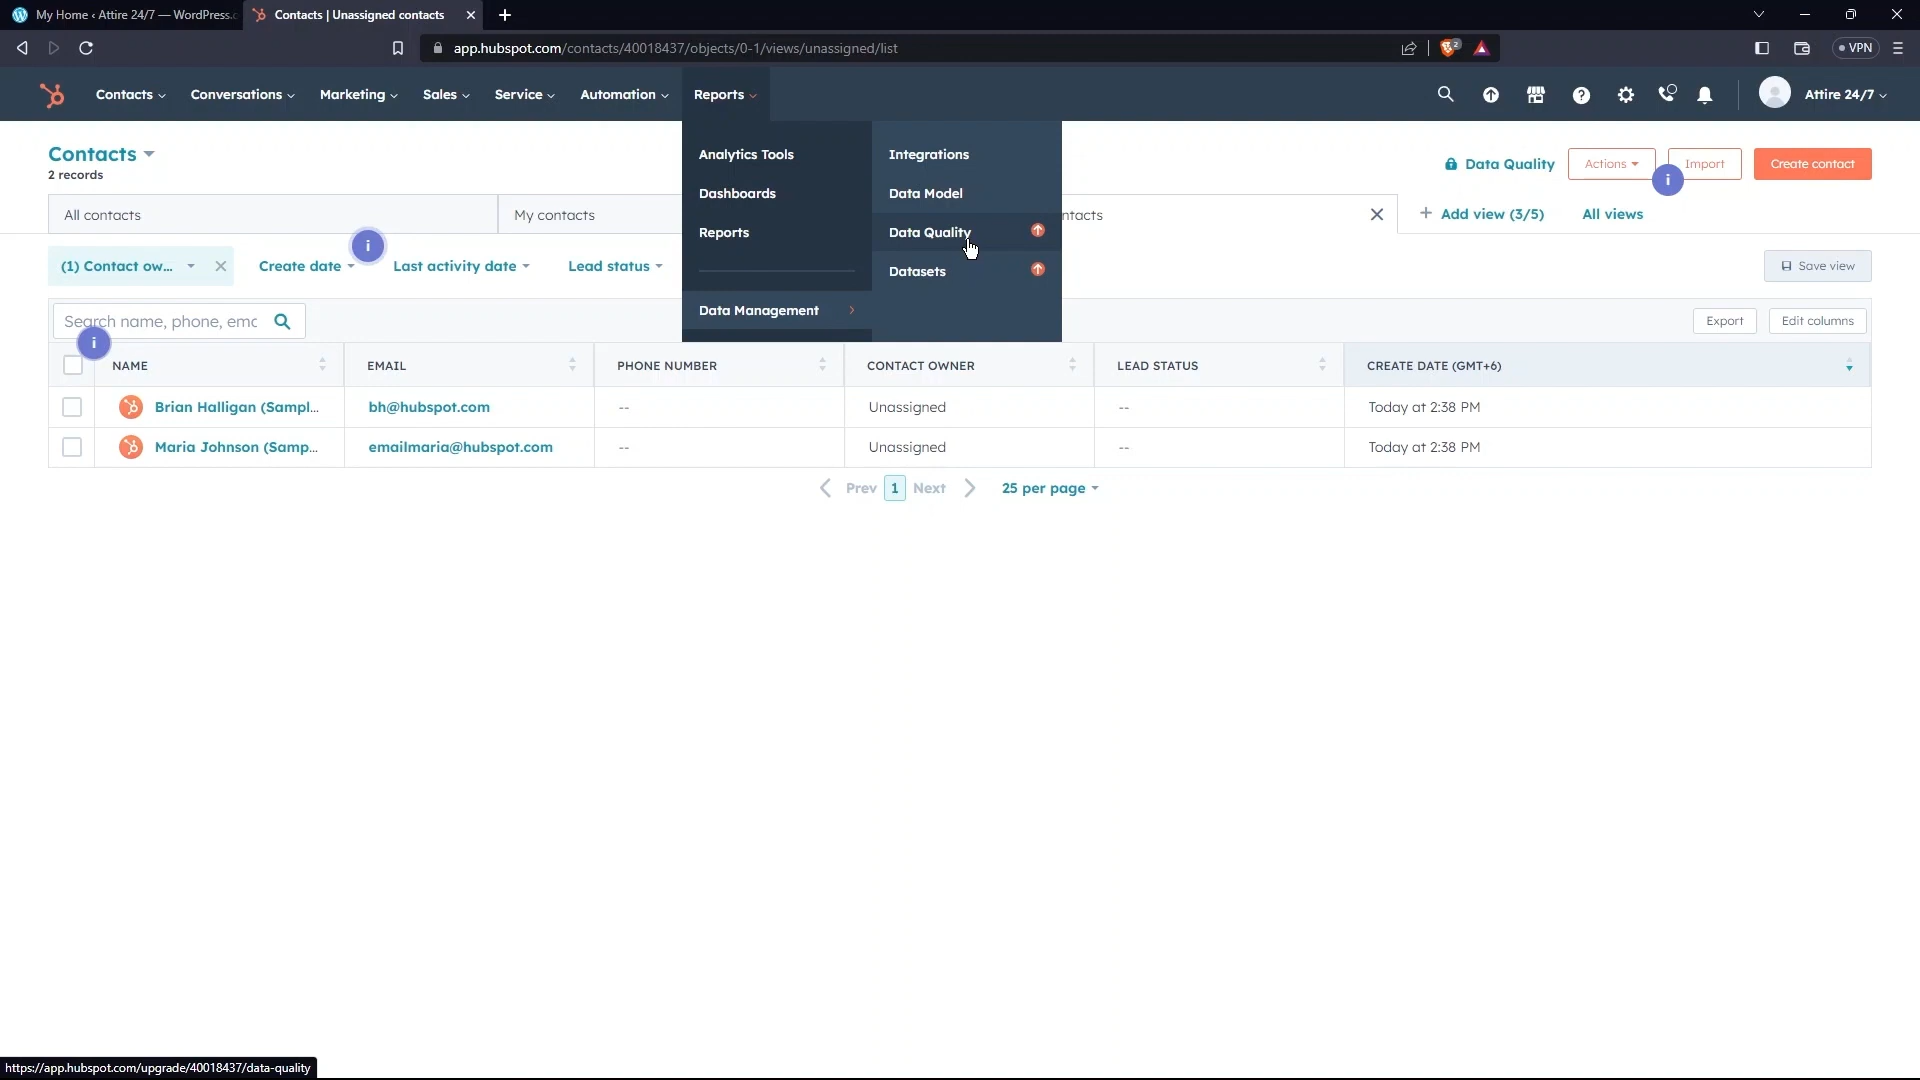 My Home ‹ Attire 24/7 — WordPress.c
Contacts | Unassigned contacts
app.hubspot.com/contacts/40018437/objects/0-1/views/unassigned/list
2
VPN
Contacts
Conversations
Marketing
Sales
Service
Automation
Reports
Attire 24/7
Analytics Tools
Dashboards
Reports
Data Management
Integrations
Data Model
Data Quality
Datasets
Contacts
2 records
Data Quality
Actions
Import
Create contact
i
All contacts
My contacts
ntacts
+ Add view (3/5)
All views
i
(1) Contact ow...
Create date
Last activity date
Lead status
Save view
Search name, phone, emc
Export
Edit columns
i
NAME
EMAIL
PHONE NUMBER
CONTACT OWNER
LEAD STATUS
CREATE DATE (GMT+6)
Brian Halligan (Sampl...
bh@hubspot.com
--
Unassigned
--
Today at 2:38 PM
Maria Johnson (Samp...
emailmaria@hubspot.com
--
Unassigned
--
Today at 2:38 PM
Prev
1
Next
25 per page
https://app.hubspot.com/upgrade/40018437/data-quality